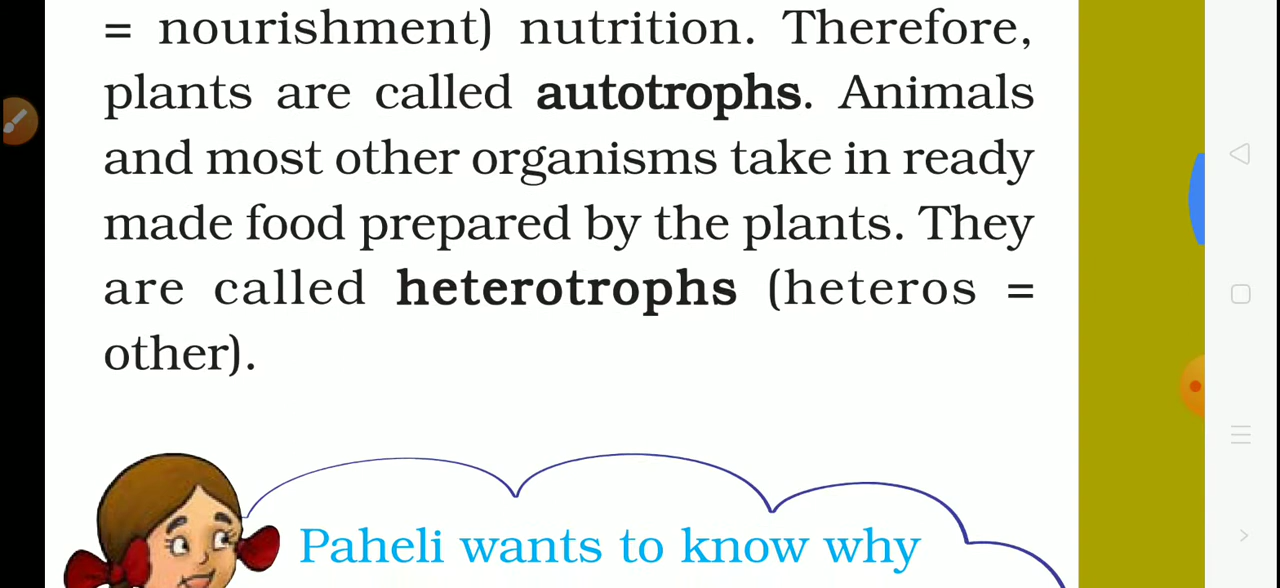 = nourishment) nutrition. Therefore,
plants are called autotrophs. Animals
and most other organisms take in ready
made food prepared by the plants. They
are called heterotrophs (heteros =
other).
Paheli wants to know why